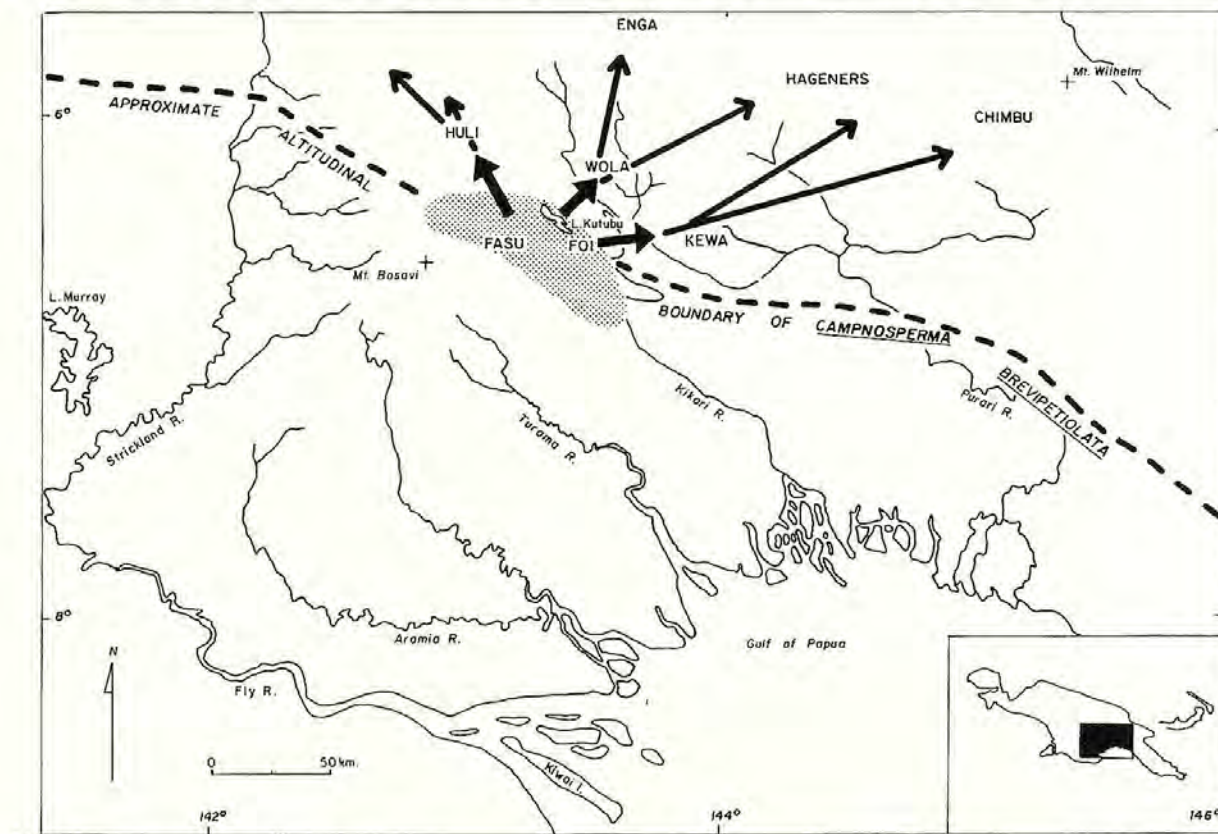 ENGA
HAGENERS
Mt. Wilhelm
CHIMBU
6°
APPROXIMATE
ALTITUDINAL
HULI
WOLA
L. Kutubu
FASU
FOI
KEWA
Mt. Bosavi
L. Murray
BOUNDARY OF CAMPNOSPERMA
BREVIPETIOLATA
Strickland R.
Turama R.
Kikori R.
Purari R.
8°
Aramia R.
Gulf of Papua
N
Fly R.
Kiwai I.
0 50 km.
142°
144°
146°